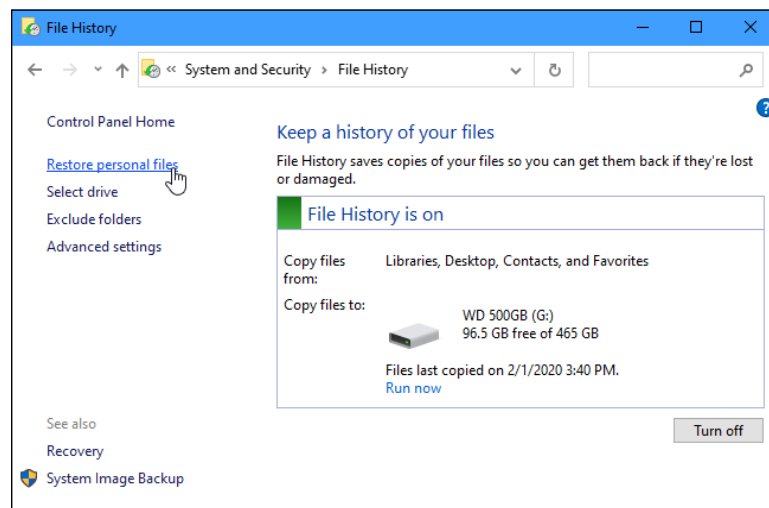 File History
« System and Security › File History
Control Panel Home
Restore personal files
Select drive
Exclude folders
Advanced settings
Keep a history of your files
File History saves copies of your files so you can get them back if they're lost
or damaged.
File History is on
Copy files
from:
Libraries, Desktop, Contacts, and Favorites
Copy files to:
WD 500GB (G:)
96.5 GB free of 465 GB
Files last copied on 2/1/2020 3:40 PM.
Run now
Turn off
See also
Recovery
System Image Backup
?